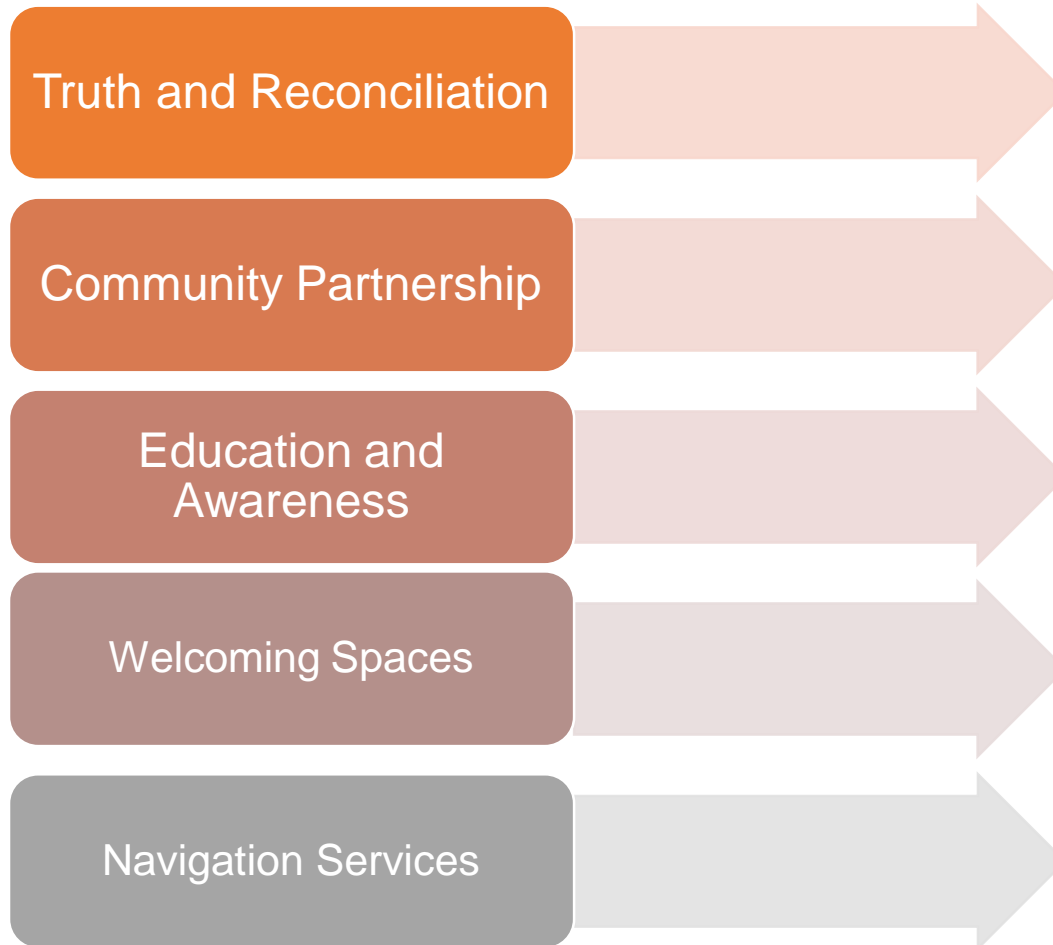 Truth and Reconciliation
Community Partnership
Education and
Awareness
Welcoming Spaces
Navigation Services